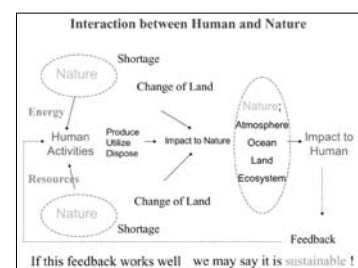 Interaction between Human and Nature
Shortage
Nature
Change of Land
Energy
Nature;
Atmosphere
Ocean
Land
Ecosystem
Human
Activities
Produce
Utilize
Dispose
Impact to Nature
Impact to
Human
Resources
Change of Land
Nature
Shortage
Feedback
If this feedback works well we may say it is sustainable !